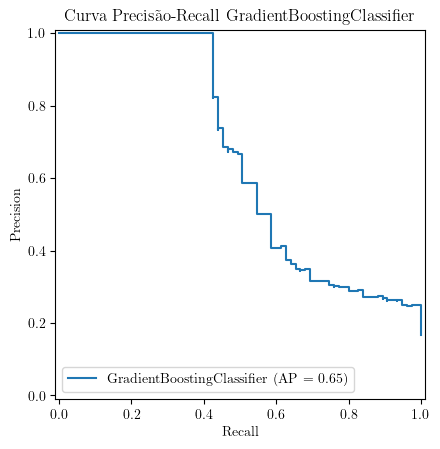 Curva Precisão-Recall GradientBoostingClassifier
1.0
0.8
0.6
0.4
0.2
0.0
Precision
GradientBoostingClassifier (AP = 0.65)
0.0 0.2 0.4 0.6 0.8 1.0
Recall